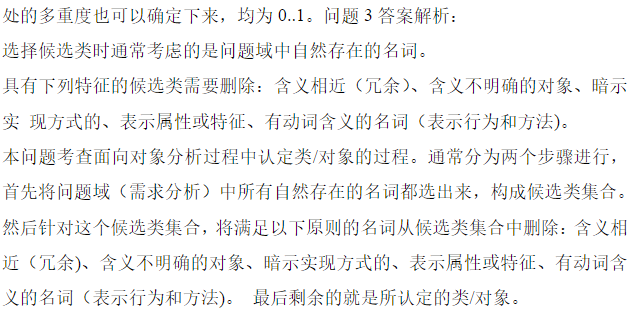 处的多重度也可以确定下来，均为 0..1。问题 3 答案解析：
选择候选类时通常考虑的是问题域中自然存在的名词。
具有下列特征的候选类需要删除：含义相近（冗余）、含义不明确的对象、暗示
实 现方式的、表示属性或特征、有动词含义的名词（表示行为和方法)。
本问题考查面向对象分析过程中认定类/对象的过程。通常分为两个步骤进行，
首先将问题域（需求分析）中所有自然存在的名词都选出来，构成候选类集合。
然后针对这个候选类集合，将满足以下原则的名词从候选类集合中删除：含义相
近（冗余)、含义不明确的对象、暗示实现方式的、表示属性或特征、有动词含
义的名词（表示行为和方法)。 最后剩余的就是所认定的类/对象。